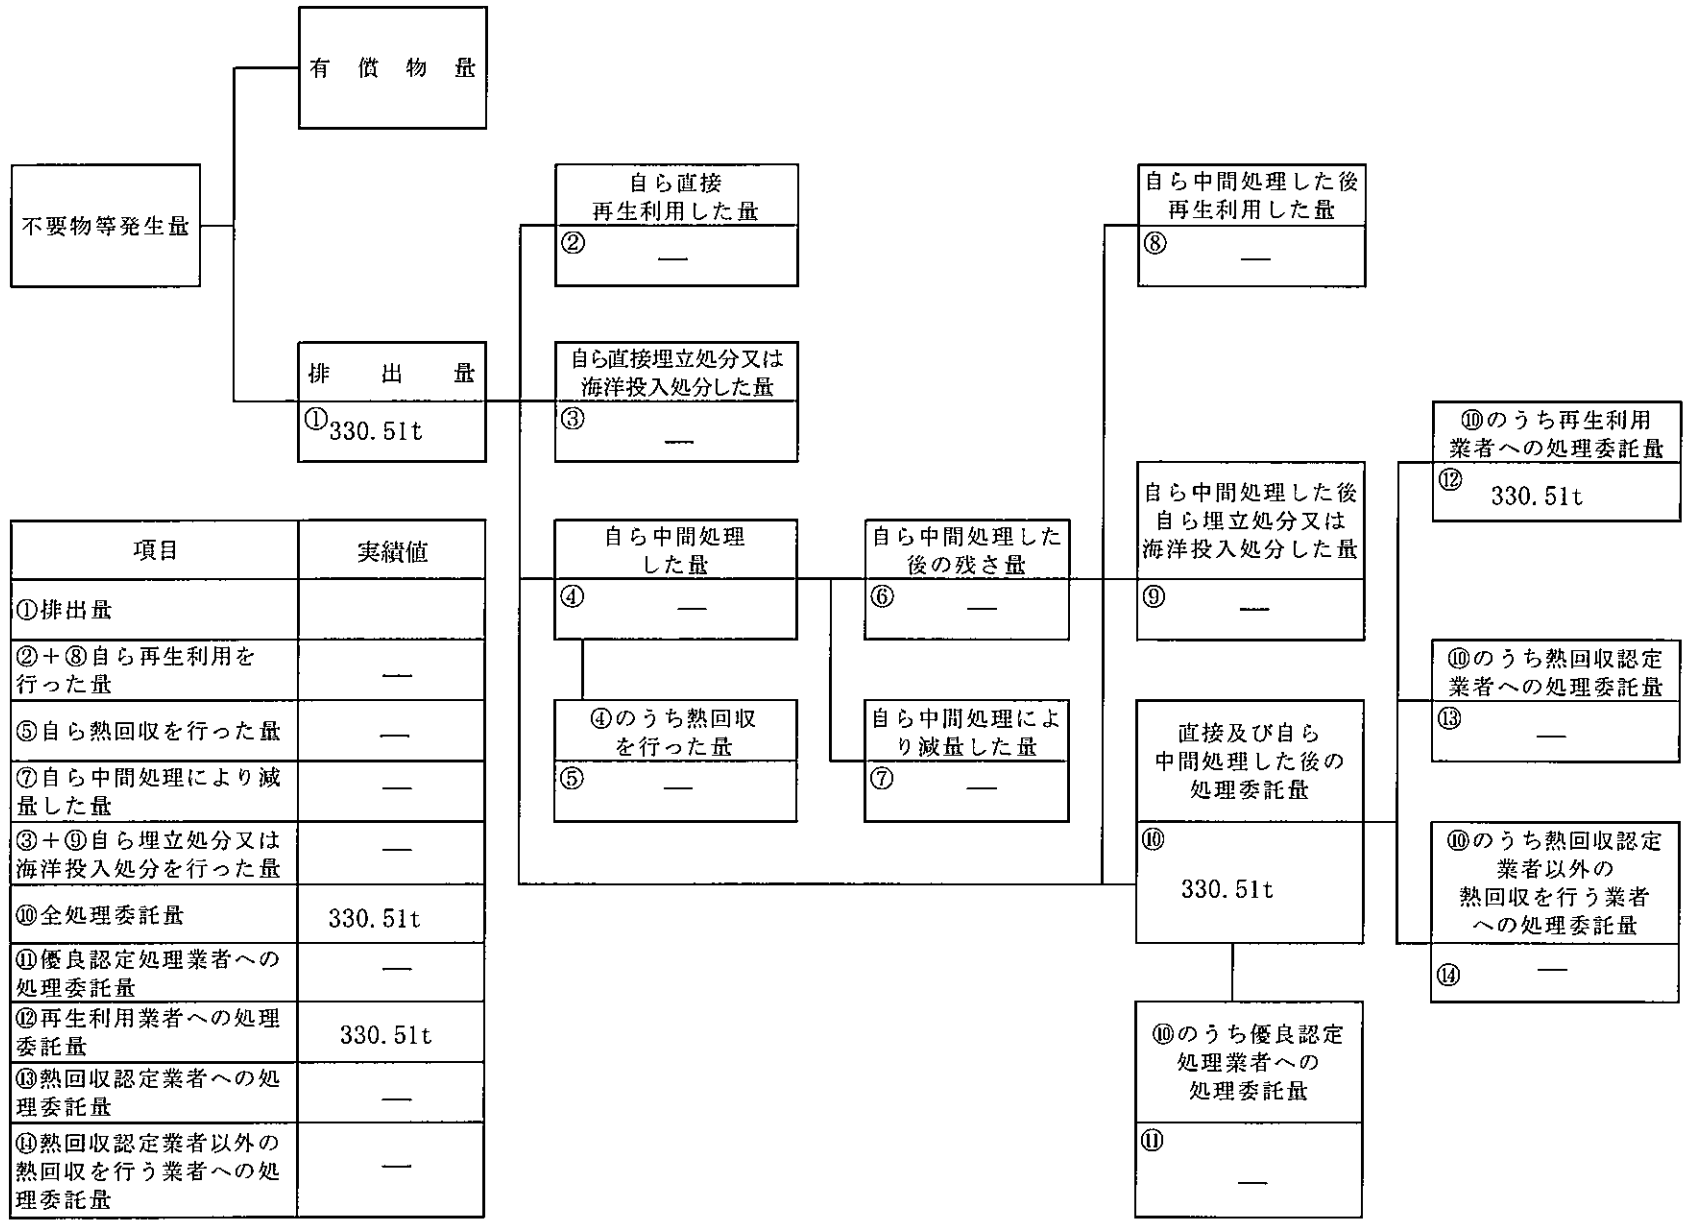 有償物量
不要物等発生量
排出量
①330.51t
自ら直接
再生利用した量
②
―
自ら直接埋立処分又は
海洋投入処分した量
③
―
自ら中間処理
した量
④
―
④のうち熱回収
を行った量
⑤
―
自ら中間処理した
後の残さ量
⑥
―
自ら中間処理によ
り減量した量
⑦
―
自ら中間処理した後
再生利用した量
⑧
―
自ら中間処理した後
自ら埋立処分又は
海洋投入処分した量
⑨
―
直接及び自ら
中間処理した後の
処理委託量
⑩
330.51t
⑩のうち優良認定
処理業者への
処理委託量
⑪
―
⑩のうち再生利用
業者への処理委託量
⑫
330.51t
⑩のうち熱回収認定
業者への処理委託量
⑬
―
⑩のうち熱回収認定
業者以外の
熱回収を行う業者
への処理委託量
⑭
―
項目 実績値
①排出量
②+⑧自ら再生利用を
行った量
―
⑤自ら熱回収を行った量 ―
⑦自ら中間処理により減
量した量
―
③+⑨自ら埋立処分又は
海洋投入処分を行った量
―
⑩全処理委託量 330.51t
⑪優良認定処理業者への
処理委託量
―
⑫再生利用業者への処理
委託量
330.51t
⑬熱回収認定業者への処
理委託量
―
⑭熱回収認定業者以外の
熱回収を行う業者への処
理委託量
―